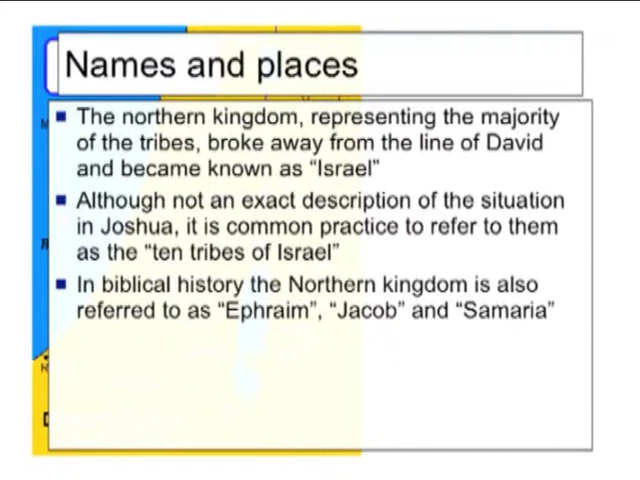 Names and places
The northern kingdom, representing the majority
of the tribes, broke away from the line of David
and became known as “Israel”
Although not an exact description of the situation
in Joshua, it is common practice to refer to them
as the “ten tribes of Israel”
In biblical history the Northern kingdom is also
referred to as “Ephraim”, “Jacob” and “Samaria”